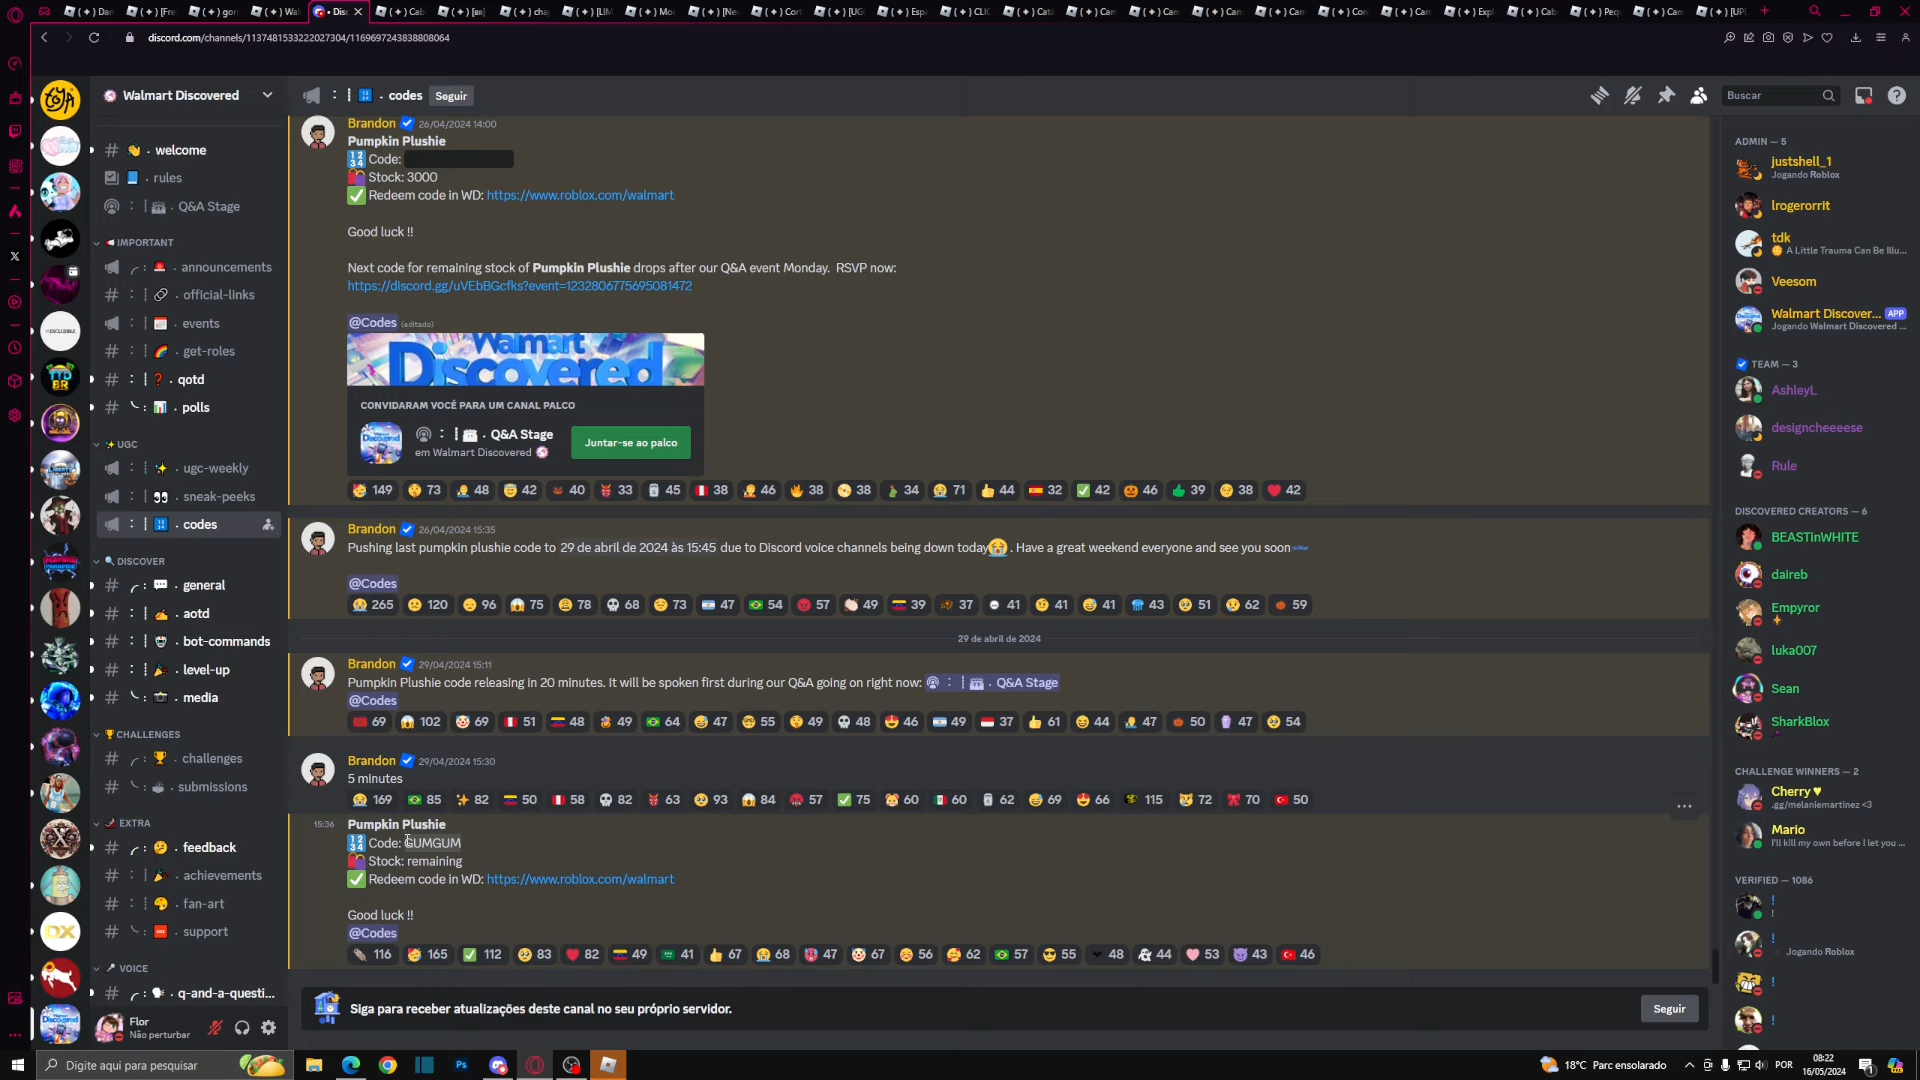 discord.com/channels/1137481533222027304/1169697243838808064
Walmart Discovered
codes
Seguir
Buscar
welcome
rules
Q&A Stage
IMPORTANT
announcements
official-links
events
get-roles
qotd
polls
UGC
ugc-weekly
sneak-peeks
codes
DISCOVER
general
aotd
bot-commands
level-up
media
CHALLENGES
challenges
submissions
EXTRA
feedback
achievements
fan-art
support
VOICE
q-and-a-questi...
Flor
Não perturbar
Brandon 26/04/2024 14:00
Pumpkin Plushie
Code:
Stock: 3000
Redeem code in WD: https://www.roblox.com/walmart
Good luck !!
Next code for remaining stock of Pumpkin Plushie drops after our Q&A event Monday. RSVP now:
https://discord.gg/uVEbBGcfks?event=1232806775695081472
@Codes (editado)
Walmart
Discovered
CONVIDARAM VOCÊ PARA UM CANAL PALCO
Q&A Stage
em Walmart Discovered
Juntar-se ao palco
149 73 48 42 40 33 45 38 46 38 38 34 71 44 32 42 46 39 38 42
Brandon 26/04/2024 15:35
Pushing last pumpkin plushie code to 29 de abril de 2024 às 15:45 due to Discord voice channels being down today . Have a great weekend everyone and see you soon
@Codes
265 120 96 75 78 68 73 47 54 57 49 39 37 41 41 41 43 51 62 59
29 de abril de 2024
Brandon 29/04/2024 15:11
Pumpkin Plushie code releasing in 20 minutes. It will be spoken first during our Q&A going on right now: Q&A Stage
@Codes
69 102 69 51 48 49 64 47 55 49 48 46 49 37 61 44 47 50 47 54
Brandon 29/04/2024 15:30
5 minutes
169 85 82 50 58 82 63 93 84 57 75 60 60 62 69 66 115 72 70 50
15:36 Pumpkin Plushie
Code: GUMGUM
Stock: remaining
Redeem code in WD: https://www.roblox.com/walmart
Good luck !!
@Codes
116 165 112 83 82 49 41 67 68 47 67 56 62 57 55 48 44 53 43 46
Siga para receber atualizações deste canal no seu próprio servidor.
Seguir
ADMIN — 5
justshell_1
Jogando Roblox
lrogerorrit
tdk
A Little Trauma Can Be Illu...
Veesom
Walmart Discover... APP
Jogando Walmart Discovered ...
TEAM — 3
AshleyL
designcheeeese
Rule
DISCOVERED CREATORS — 6
BEASTinWHITE
daireb
Empyror
luka007
Sean
SharkBlox
CHALLENGE WINNERS — 2
Cherry ♥
.gg/melaniemartinez <3
Mario
I'll kill my own before I let you ...
VERIFIED — 1086
!
!
!
Jogando Roblox
!
!
Digite aqui para pesquisar
18°C Parc ensolarado
POR
08:22
16/05/2024